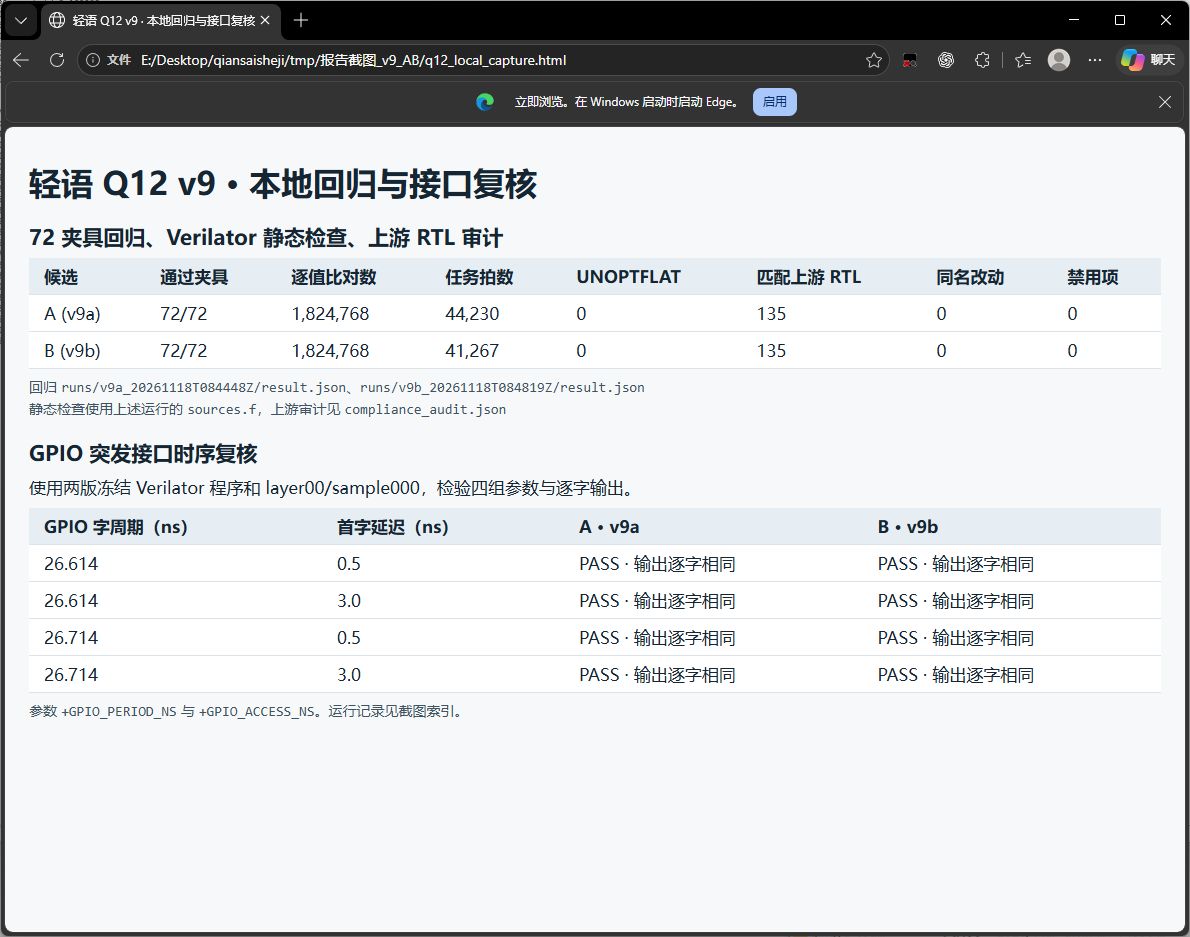 轻语 Q12 v9 · 本地回归与接口复核
文件 E:/Desktop/qiansaisheji/tmp/报告截图_v9_AB/q12_local_capture.html
聊天
立即浏览。在 Windows 启动时启动 Edge。 启用
轻语 Q12 v9 · 本地回归与接口复核
72 夹具回归、Verilator 静态检查、上游 RTL 审计
候选 通过夹具 逐值比对数 任务拍数 UNOPTFLAT 匹配上游 RTL 同名改动 禁用项
A (v9a) 72/72 1,824,768 44,230 0 135 0 0
B (v9b) 72/72 1,824,768 41,267 0 135 0 0
回归 runs/v9a_20261118T084448Z/result.json、runs/v9b_20261118T084819Z/result.json
静态检查使用上述运行的 sources.f，上游审计见 compliance_audit.json
GPIO 突发接口时序复核
使用两版冻结 Verilator 程序和 layer00/sample000，检验四组参数与逐字输出。
GPIO 字周期（ns） 首字延迟（ns） A · v9a B · v9b
26.614 0.5 PASS · 输出逐字相同 PASS · 输出逐字相同
26.614 3.0 PASS · 输出逐字相同 PASS · 输出逐字相同
26.714 0.5 PASS · 输出逐字相同 PASS · 输出逐字相同
26.714 3.0 PASS · 输出逐字相同 PASS · 输出逐字相同
参数 +GPIO_PERIOD_NS 与 +GPIO_ACCESS_NS。运行记录见截图索引。